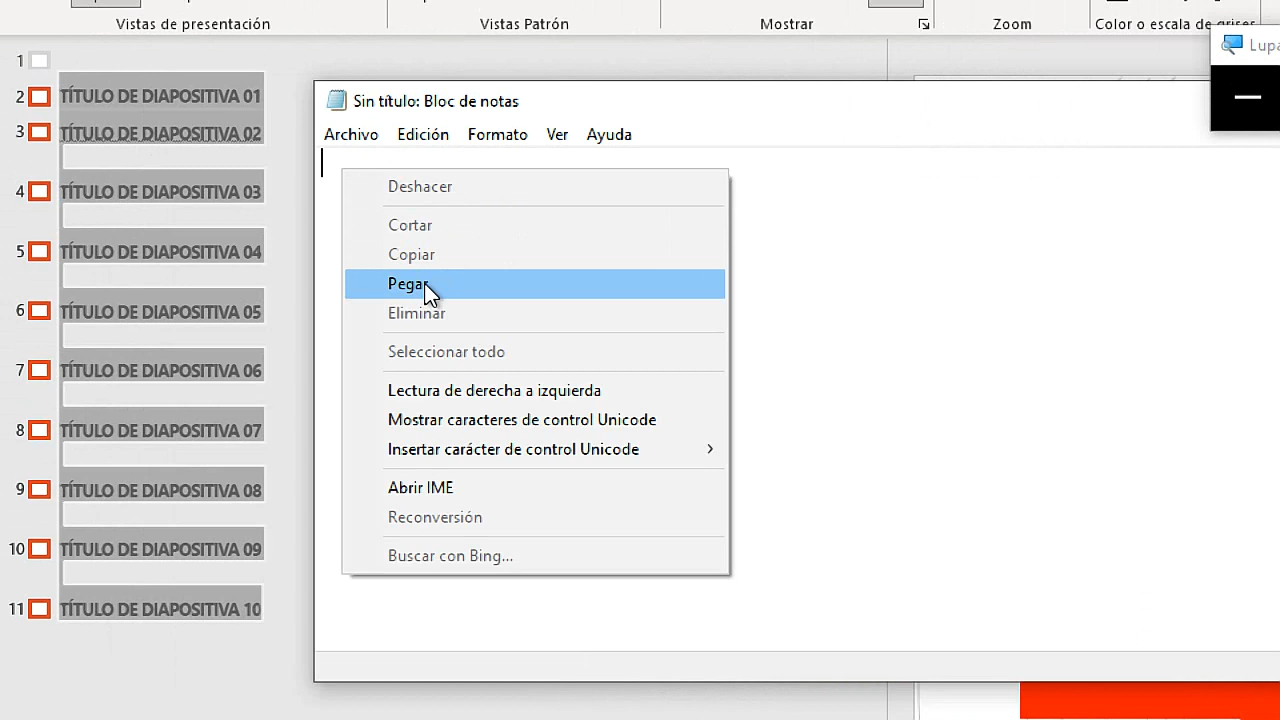 Vistas de presentación
Vistas Patrón
Mostrar
Zoom
Color o escala de grises
Lupa
1
2 TÍTULO DE DIAPOSITIVA 01
3 TÍTULO DE DIAPOSITIVA 02
4 TÍTULO DE DIAPOSITIVA 03
5 TÍTULO DE DIAPOSITIVA 04
6 TÍTULO DE DIAPOSITIVA 05
7 TÍTULO DE DIAPOSITIVA 06
8 TÍTULO DE DIAPOSITIVA 07
9 TÍTULO DE DIAPOSITIVA 08
10 TÍTULO DE DIAPOSITIVA 09
11 TÍTULO DE DIAPOSITIVA 10
Sin título: Bloc de notas
Archivo Edición Formato Ver Ayuda
Deshacer
Cortar
Copiar
Pegar
Eliminar
Seleccionar todo
Lectura de derecha a izquierda
Mostrar caracteres de control Unicode
Insertar carácter de control Unicode
Abrir IME
Reconversión
Buscar con Bing...